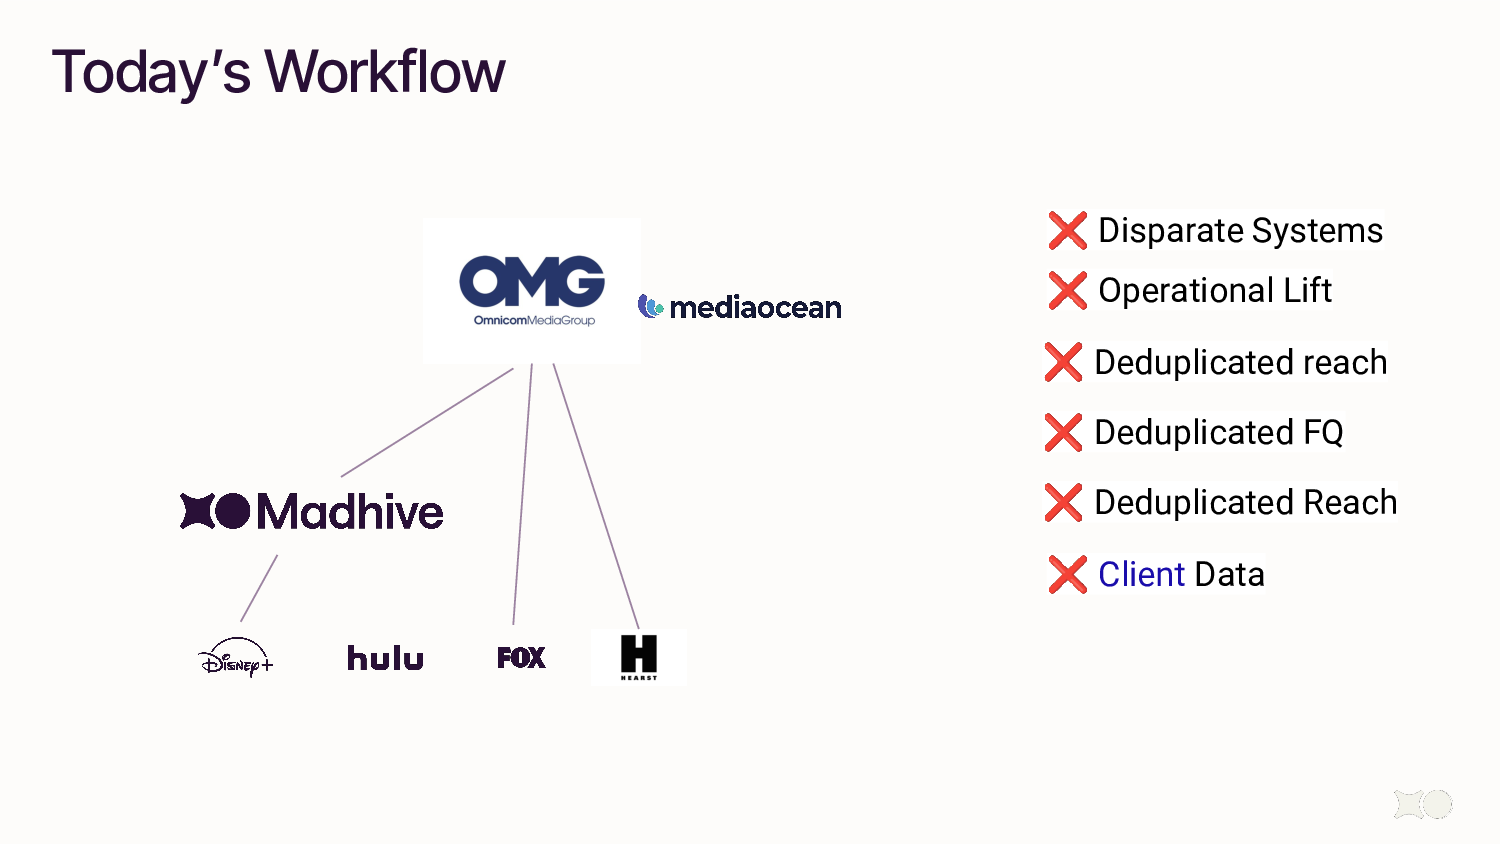 Today's Workflow
OMG
OmnicomMediaGroup
mediaocean
Madhive
Disney+
hulu
FOX
H
HEARST
❌ Disparate Systems
❌ Operational Lift
❌ Deduplicated reach
❌ Deduplicated FQ
❌ Deduplicated Reach
❌ Client Data